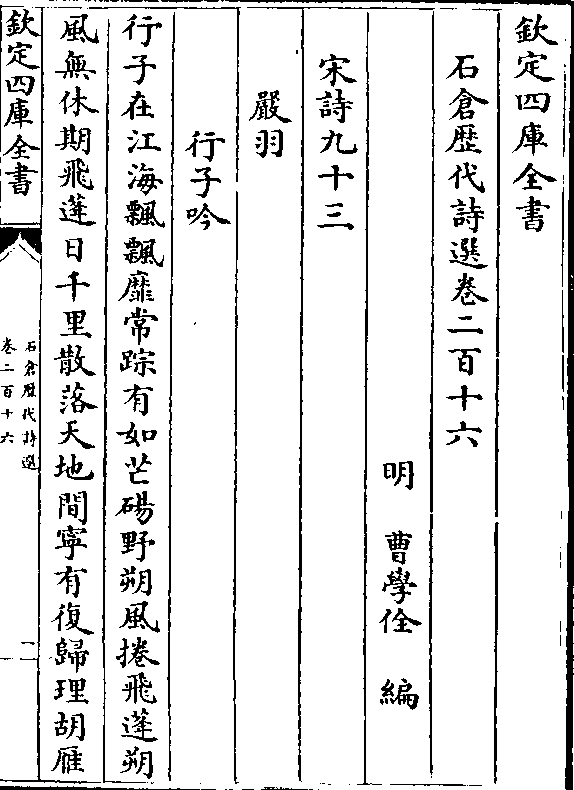 欽定四庫全書
石倉歴代詩選卷二百十六
明 曹學佺 編
宋詩九十三
嚴羽
行子吟
行子在江海飄飄靡常踪有如芒碭野朔風捲飛蓬朔
風無休期飛蓬日千里散落天地間寧有復歸理胡雁
欽定四庫全書
石倉歴代詩選
卷二百十六
一